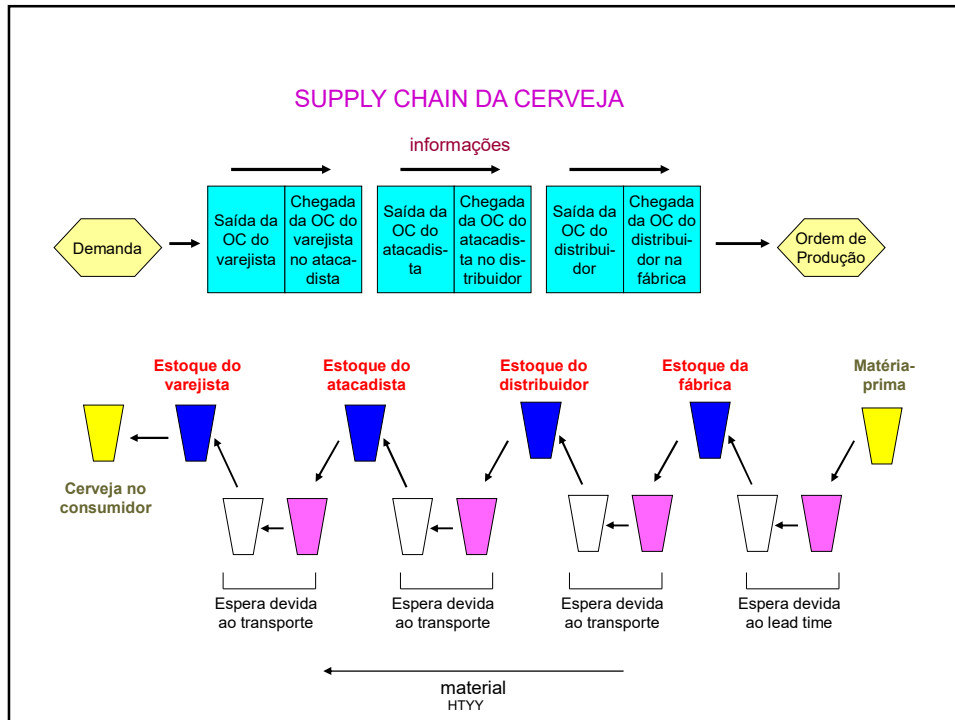 SUPPLY CHAIN DA CERVEJA
informações
Demanda
Saída da
OC do
varejista
Chegada
da OC do
varejista
no ataca-
dista
Saída da
OC do
atacadis-
ta
Chegada
da OC do
atacadis-
ta no dis-
tribuidor
Saída da
OC do
distribui-
dor
Chegada
da OC do
distribui-
dor na
fábrica
Ordem de
Produção
Estoque do
varejista
Estoque do
atacadista
Estoque do
distribuidor
Estoque da
fábrica
Matéria-
prima
Cerveja no
consumidor
Espera devida
ao transporte
Espera devida
ao transporte
Espera devida
ao transporte
Espera devida
ao lead time
material
HTYY